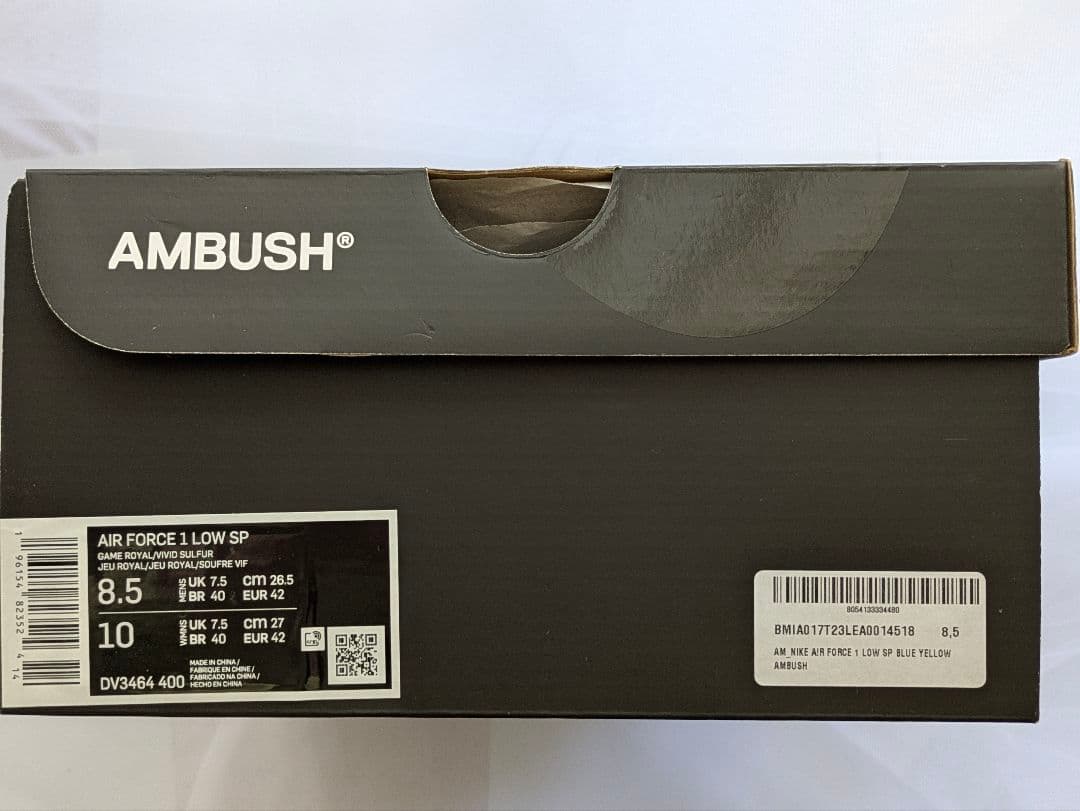 AMBUSH®
AIR FORCE 1 LOW SP
GAME ROYAL/VIVID SULFUR
JEU ROYAL/JEU ROYAL/SOUFRE VIF
8.5 MENS UK 7.5 cm 26.5
BR 40 EUR 42
10 WMNS UK 7.5 cm 27
BR 40 EUR 42
DV3464 400
MADE IN CHINA /
FABRIQUE EN CHINE /
FABRICADO NA CHINA /
HECHO EN CHINA
1 96154 82352 4 14
8054133334480
BMIA017T23LEA0014518 8,5
AM_NIKE AIR FORCE 1 LOW SP BLUE YELLOW
AMBUSH